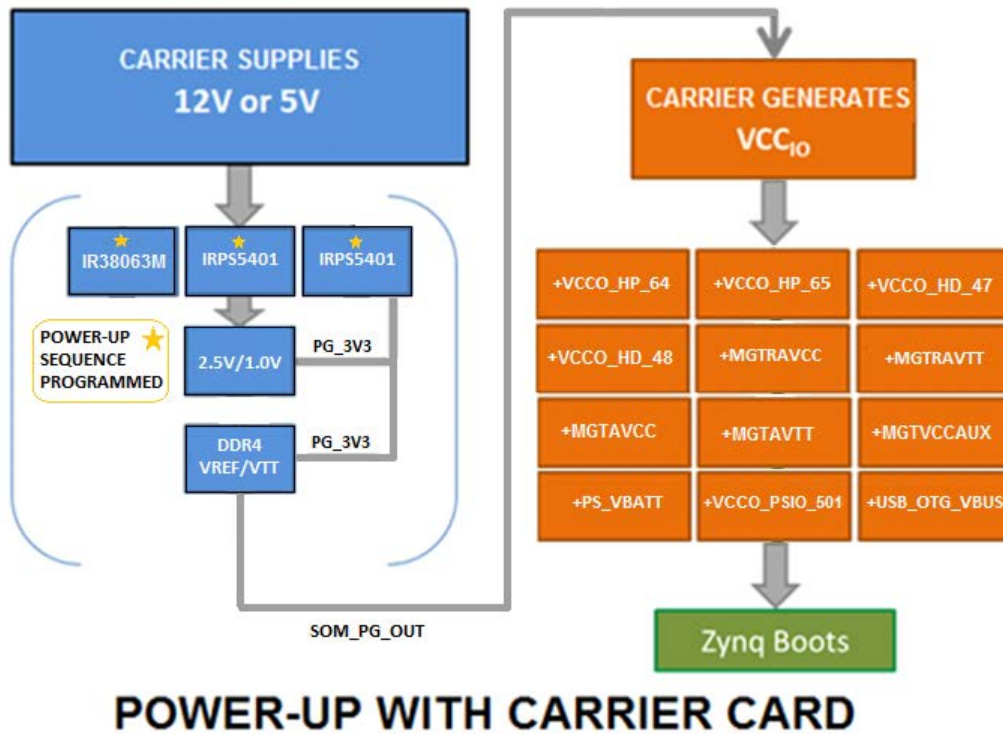 CARRIER SUPPLIES
12V or 5V
IR38063M
IRPS5401
IRPS5401
POWER-UP
SEQUENCE
PROGRAMMED
2.5V/1.0V
PG_3V3
DDR4
VREF/VTT
PG_3V3
SOM_PG_OUT
CARRIER GENERATES
VCCIO
+VCCO_HP_64
+VCCO_HP_65
+VCCO_HD_47
+VCCO_HD_48
+MGTRAVCC
+MGTRAVTT
+MGTAVCC
+MGTAVTT
+MGTVCCAUX
+PS_VBATT
+VCCO_PSIO_501
+USB_OTG_VBUS
Zynq Boots
POWER-UP WITH CARRIER CARD